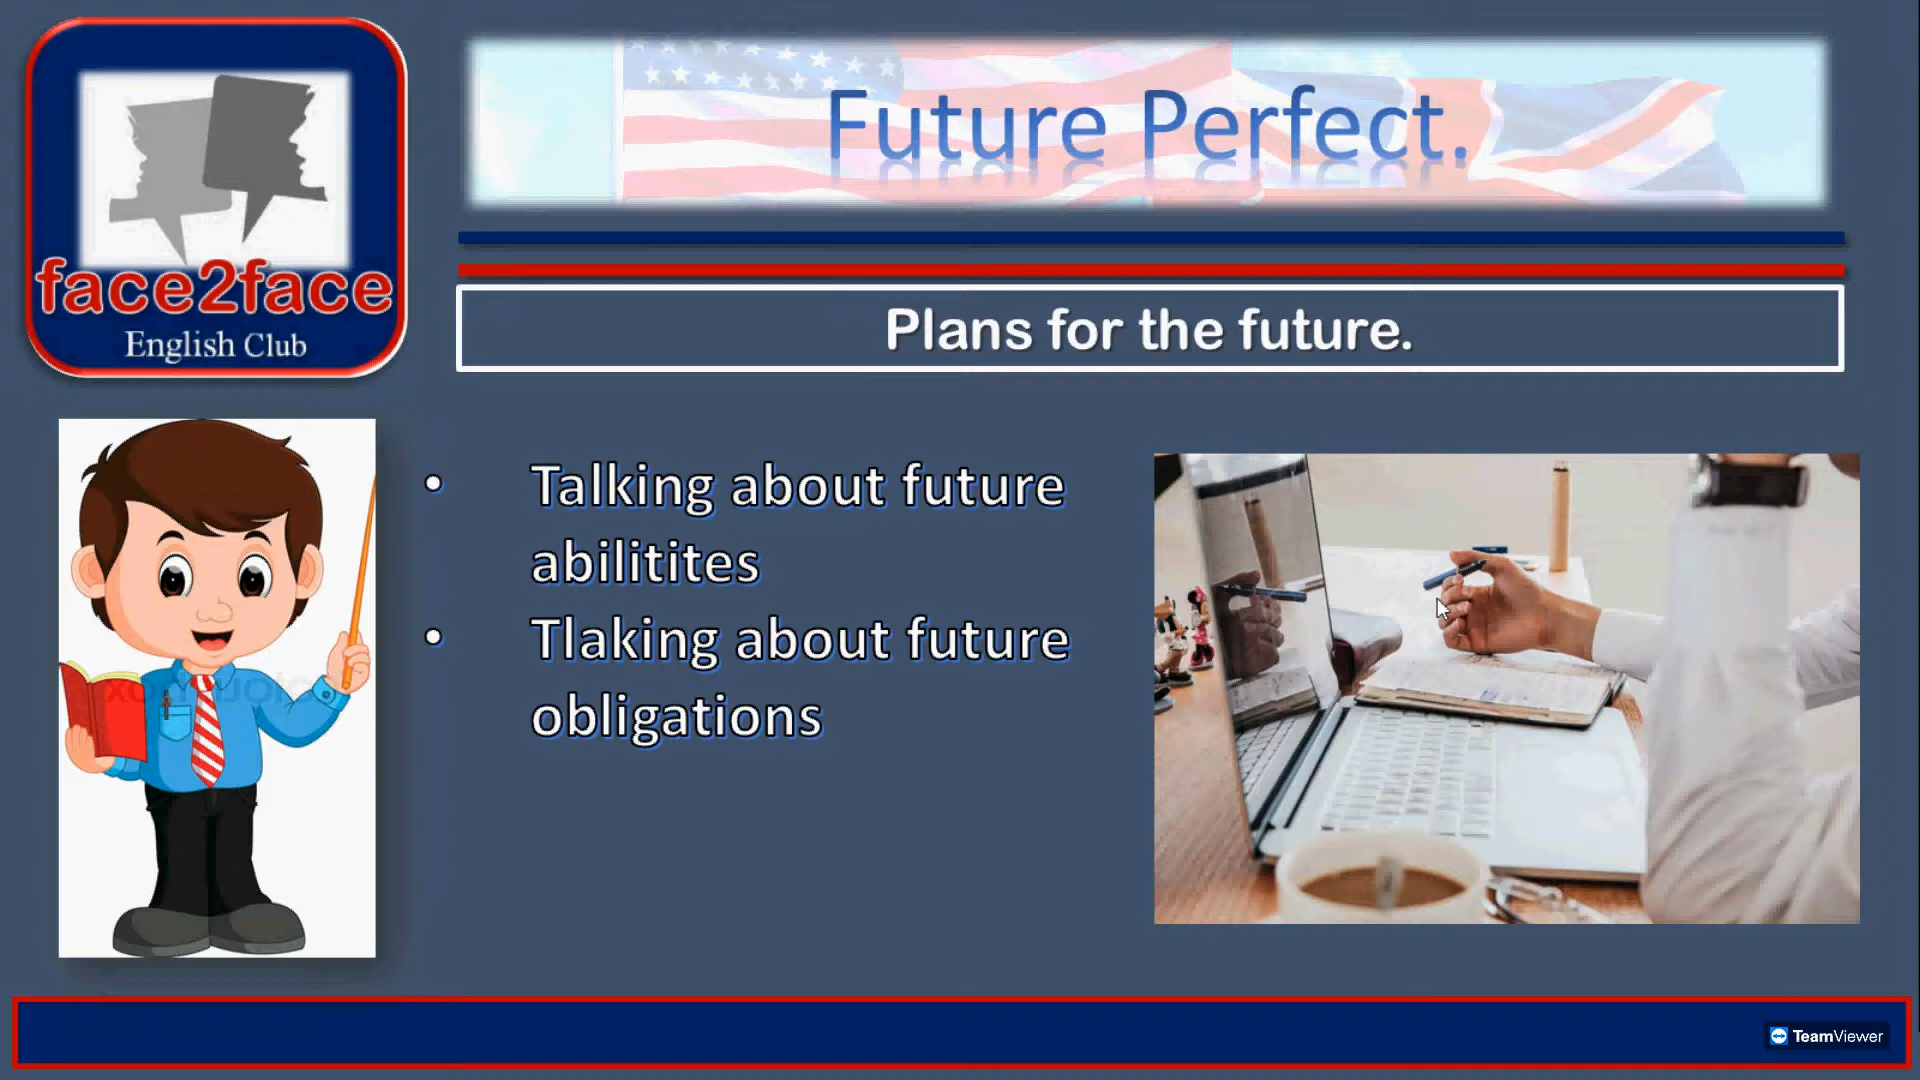 Future Perfect.
face2face
English Club
Plans for the future.
• Talking about future
abilitites
• Tlaking about future
obligations
TeamViewer